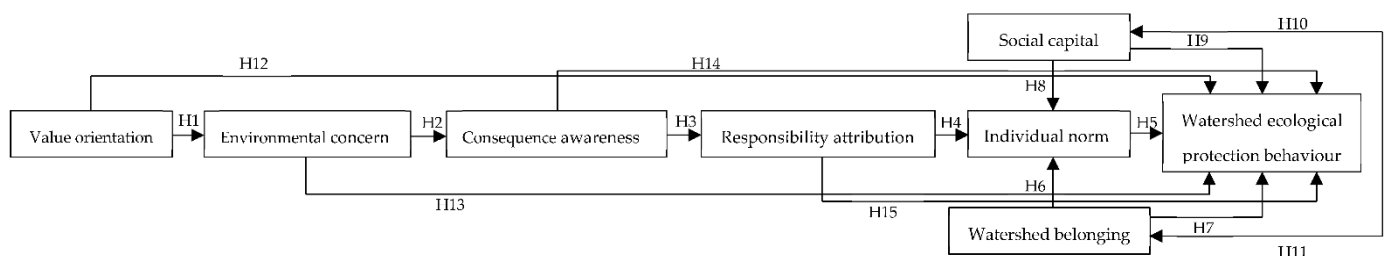 H10
Social capital
H9
H12
H14
H8
Value orientation
H1
Environmental concern
H2
Consequence awareness
H3
Responsibility attribution
H4
Individual norm
H5
Watershed ecological
protection behaviour
H6
H13
H15
Watershed belonging
H7
H11